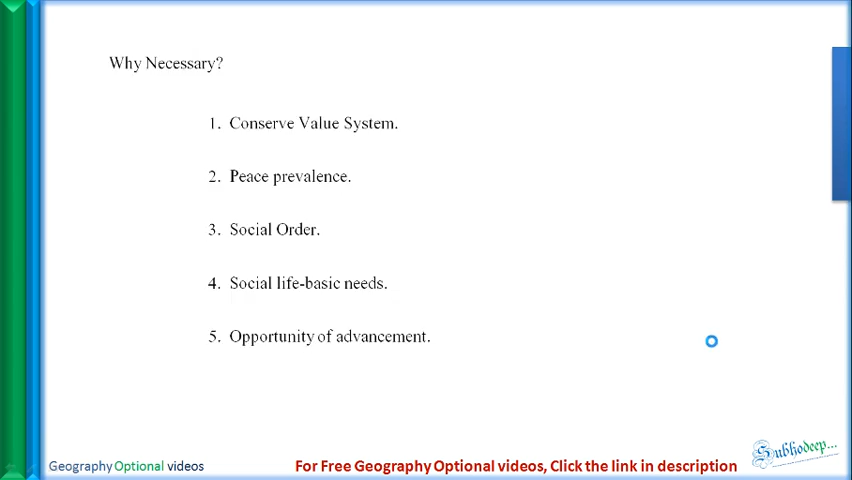 Why Necessary?
1. Conserve Value System.
2. Peace prevalence.
3. Social Order.
4. Social life-basic needs.
5. Opportunity of advancement.
Subhodeep...
Geography Optional videos
For Free Geography Optional videos, Click the link in description